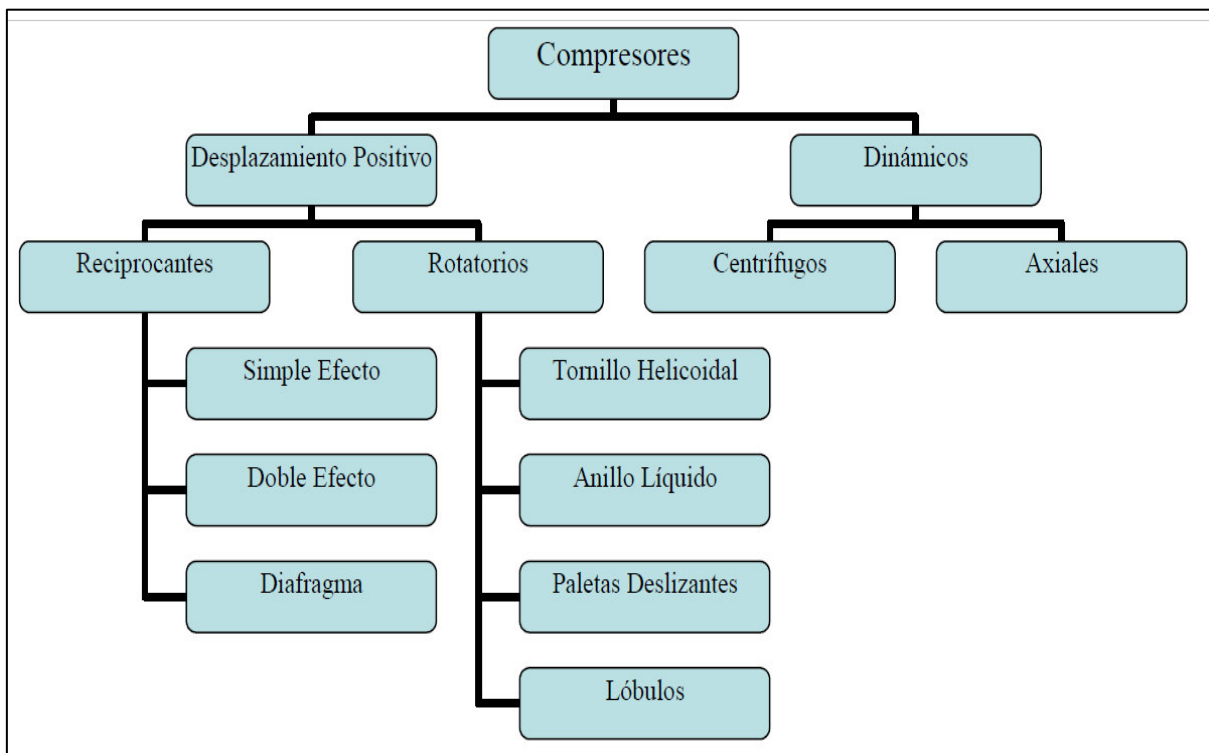 Compresores
Desplazamiento Positivo
Dinámicos
Reciprocantes
Rotatorios
Centrífugos
Axiales
Simple Efecto
Tornillo Helicoidal
Doble Efecto
Anillo Líquido
Diafragma
Paletas Deslizantes
Lóbulos